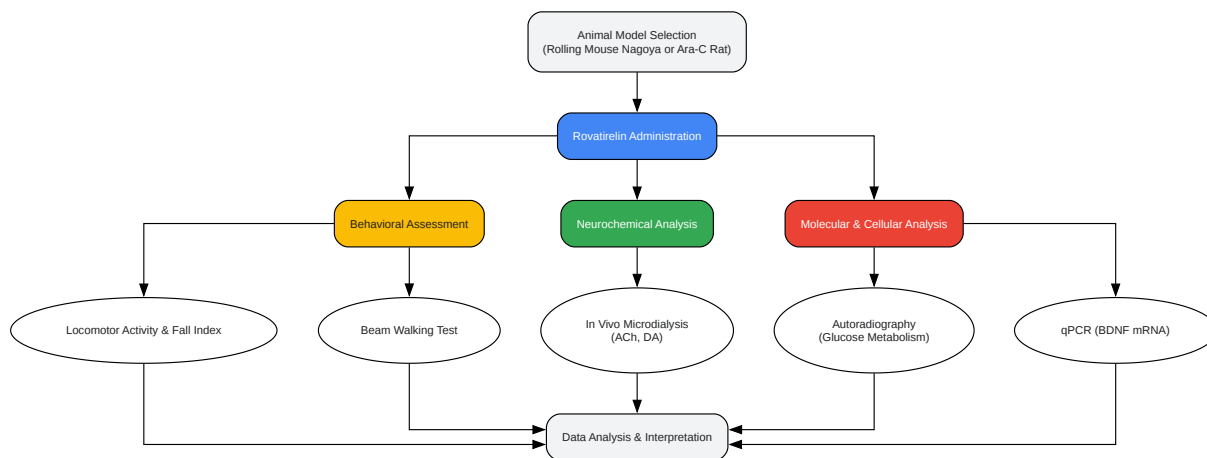 Animal Model Selection
(Rolling Mouse Nagoya or Ara-C Rat)
Rovatirelin Administration
Behavioral Assessment
Neurochemical Analysis
Molecular & Cellular Analysis
Locomotor Activity & Fall Index
Beam Walking Test
In Vivo Microdialysis
(ACh, DA)
Autoradiography
(Glucose Metabolism)
qPCR (BDNF mRNA)
Data Analysis & Interpretation